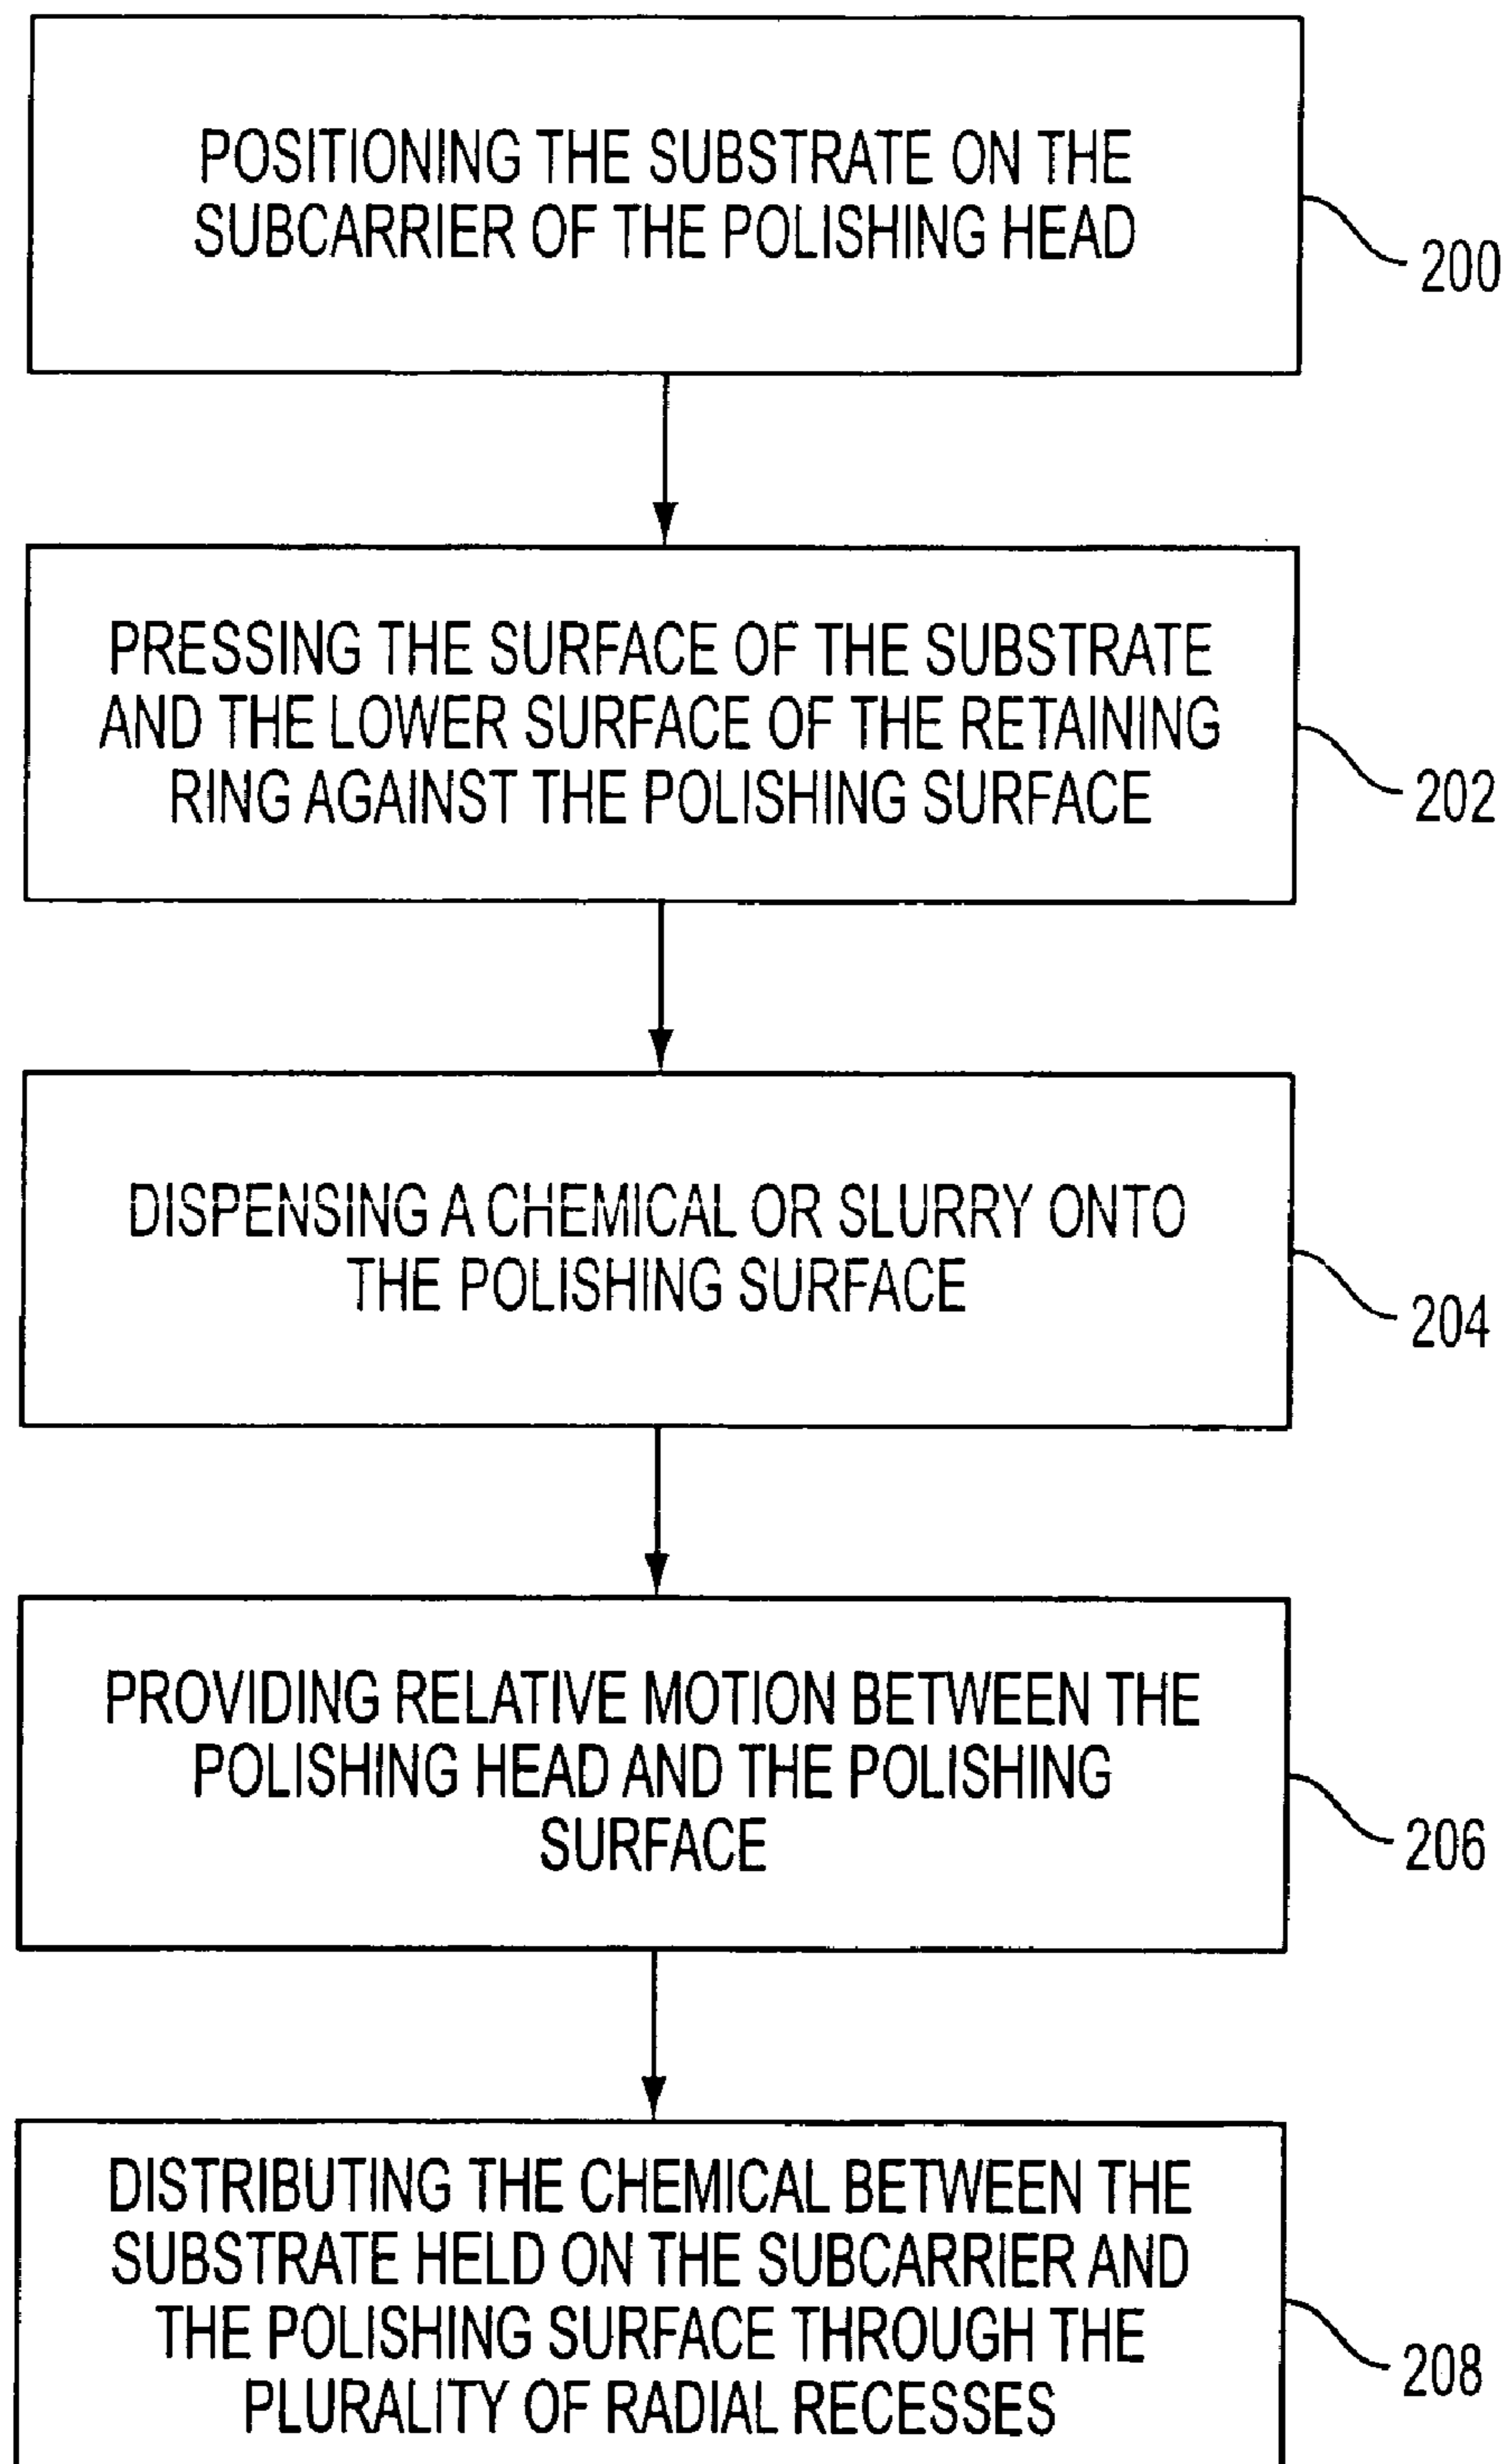 POSITIONING THE SUBSTRATE ON THE
SUBCARRIER OF THE POLISHING HEAD
200
PRESSING THE SURFACE OF THE SUBSTRATE
AND THE LOWER SURFACE OF THE RETAINING
RING AGAINST THE POLISHING SURFACE
202
DISPENSING A CHEMICAL OR SLURRY ONTO
THE POLISHING SURFACE
204
PROVIDING RELATIVE MOTION BETWEEN THE
POLISHING HEAD AND THE POLISHING
SURFACE
206
DISTRIBUTING THE CHEMICAL BETWEEN THE
SUBSTRATE HELD ON THE SUBCARRIER AND
THE POLISHING SURFACE THROUGH THE
PLURALITY OF RADIAL RECESSES
208